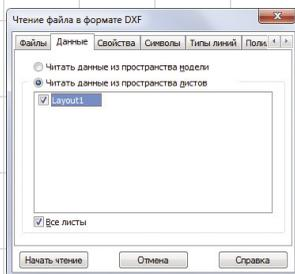 Чтение файла в формате DXF
Файлы Данные Свойства Символы Типы линий Поли
Читать данные из пространства модели
Читать данные из пространства листов
Layout1
Все листы
Начать чтение Отмена Справка